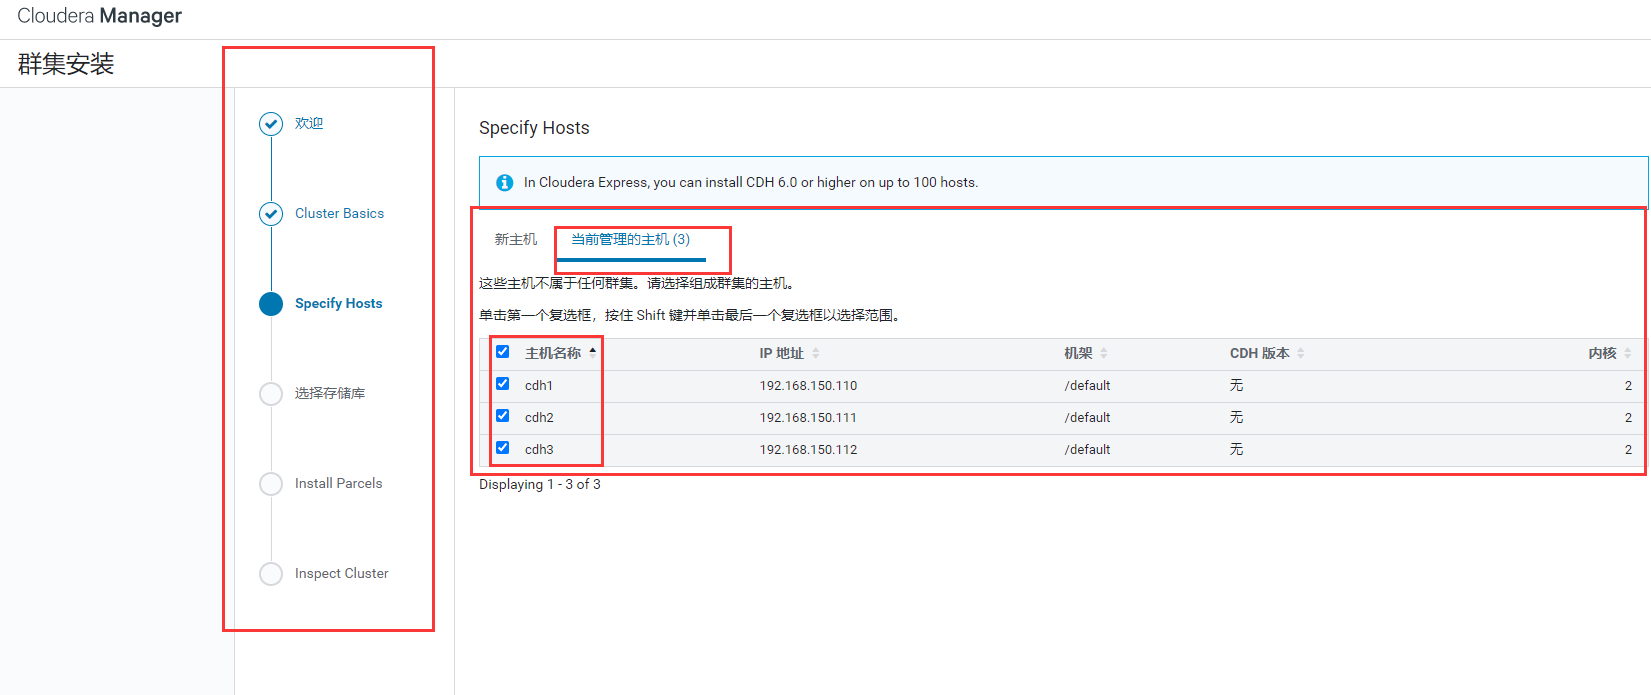 Cloudera Manager
群集安装
欢迎
Cluster Basics
Specify Hosts
选择存储库
Install Parcels
Inspect Cluster
Specify Hosts
In Cloudera Express, you can install CDH 6.0 or higher on up to 100 hosts.
新主机 当前管理的主机 (3)
这些主机不属于任何群集。请选择组成群集的主机。
单击第一个复选框，按住 Shift 键并单击最后一个复选框以选择范围。
主机名称 IP 地址 机架 CDH 版本 内核
cdh1 192.168.150.110 /default 无 2
cdh2 192.168.150.111 /default 无 2
cdh3 192.168.150.112 /default 无 2
Displaying 1 - 3 of 3